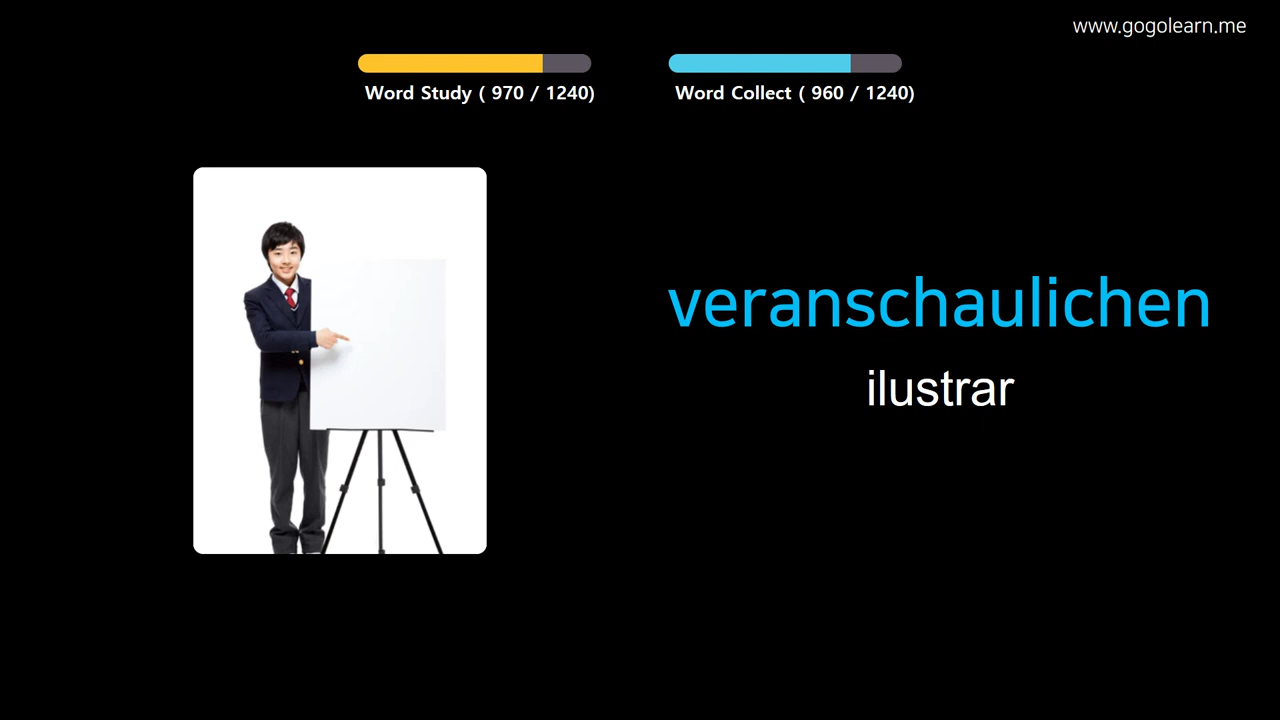 www.gogolearn.me
Word Study ( 970 / 1240)
Word Collect ( 960 / 1240)
veranschaulichen
ilustrar